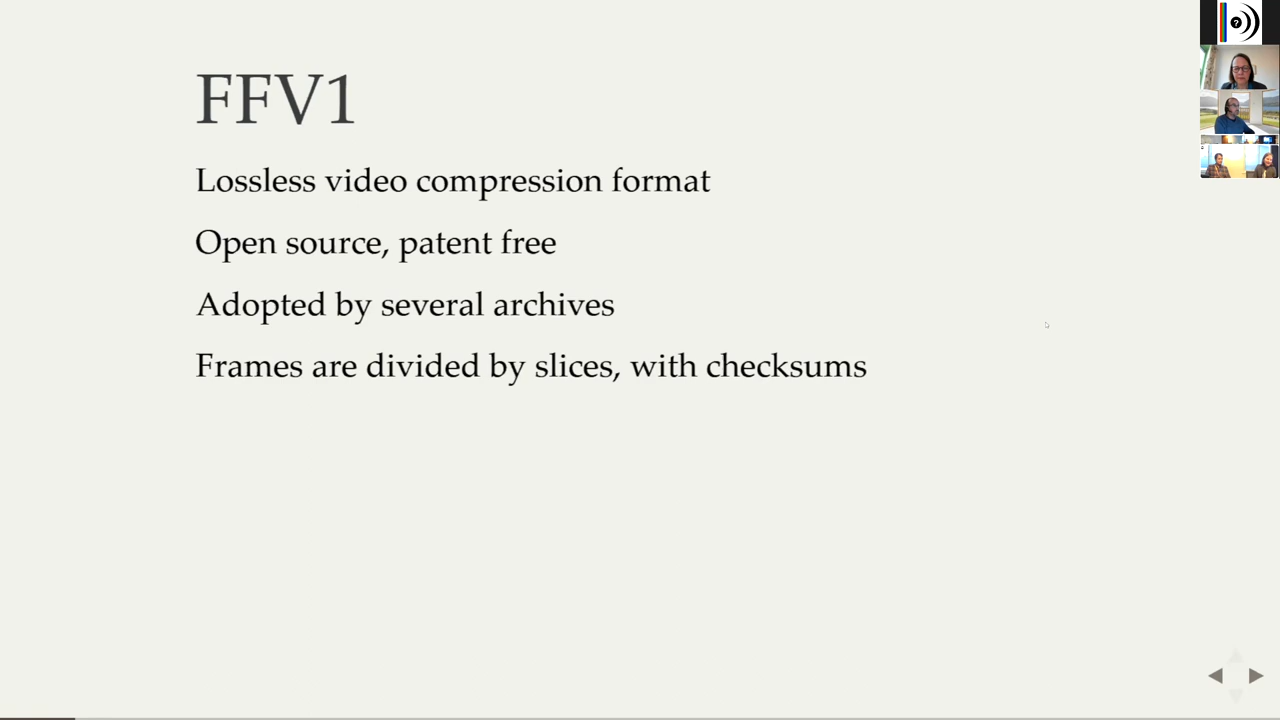 FFV1
Lossless video compression format
Open source, patent free
Adopted by several archives
Frames are divided by slices, with checksums